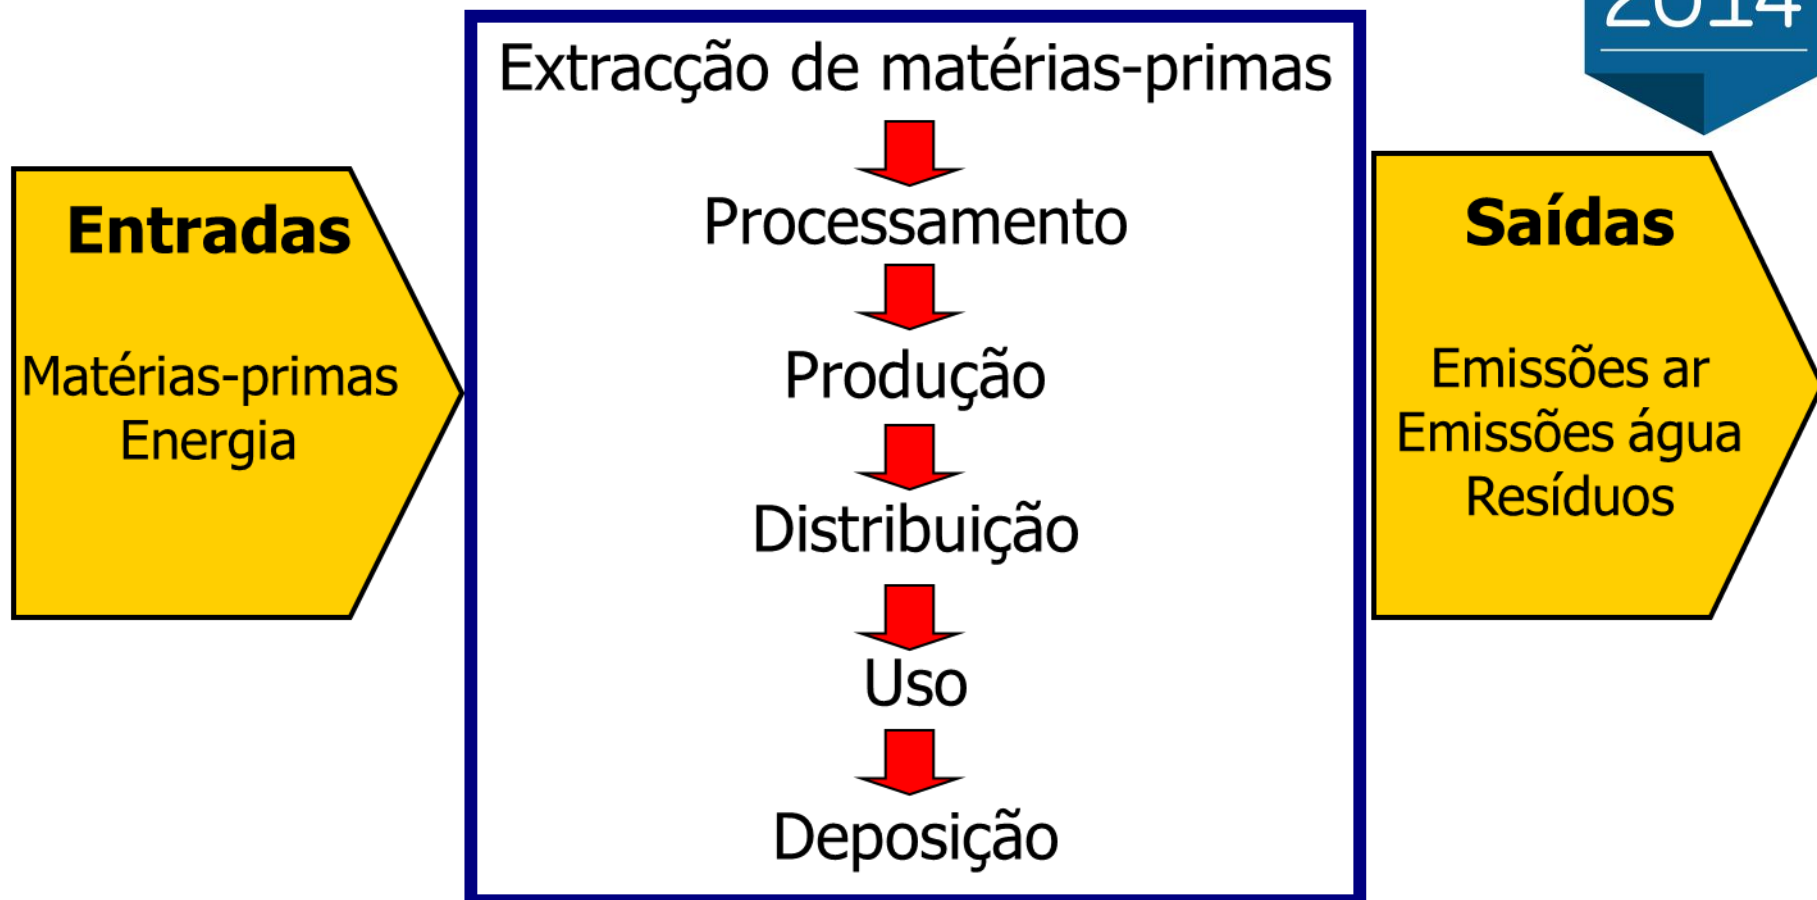 2014
Extracção de matérias-primas
Processamento
Produção
Distribuição
Uso
Deposição
Entradas
Matérias-primas
Energia
Saídas
Emissões ar
Emissões água
Resíduos